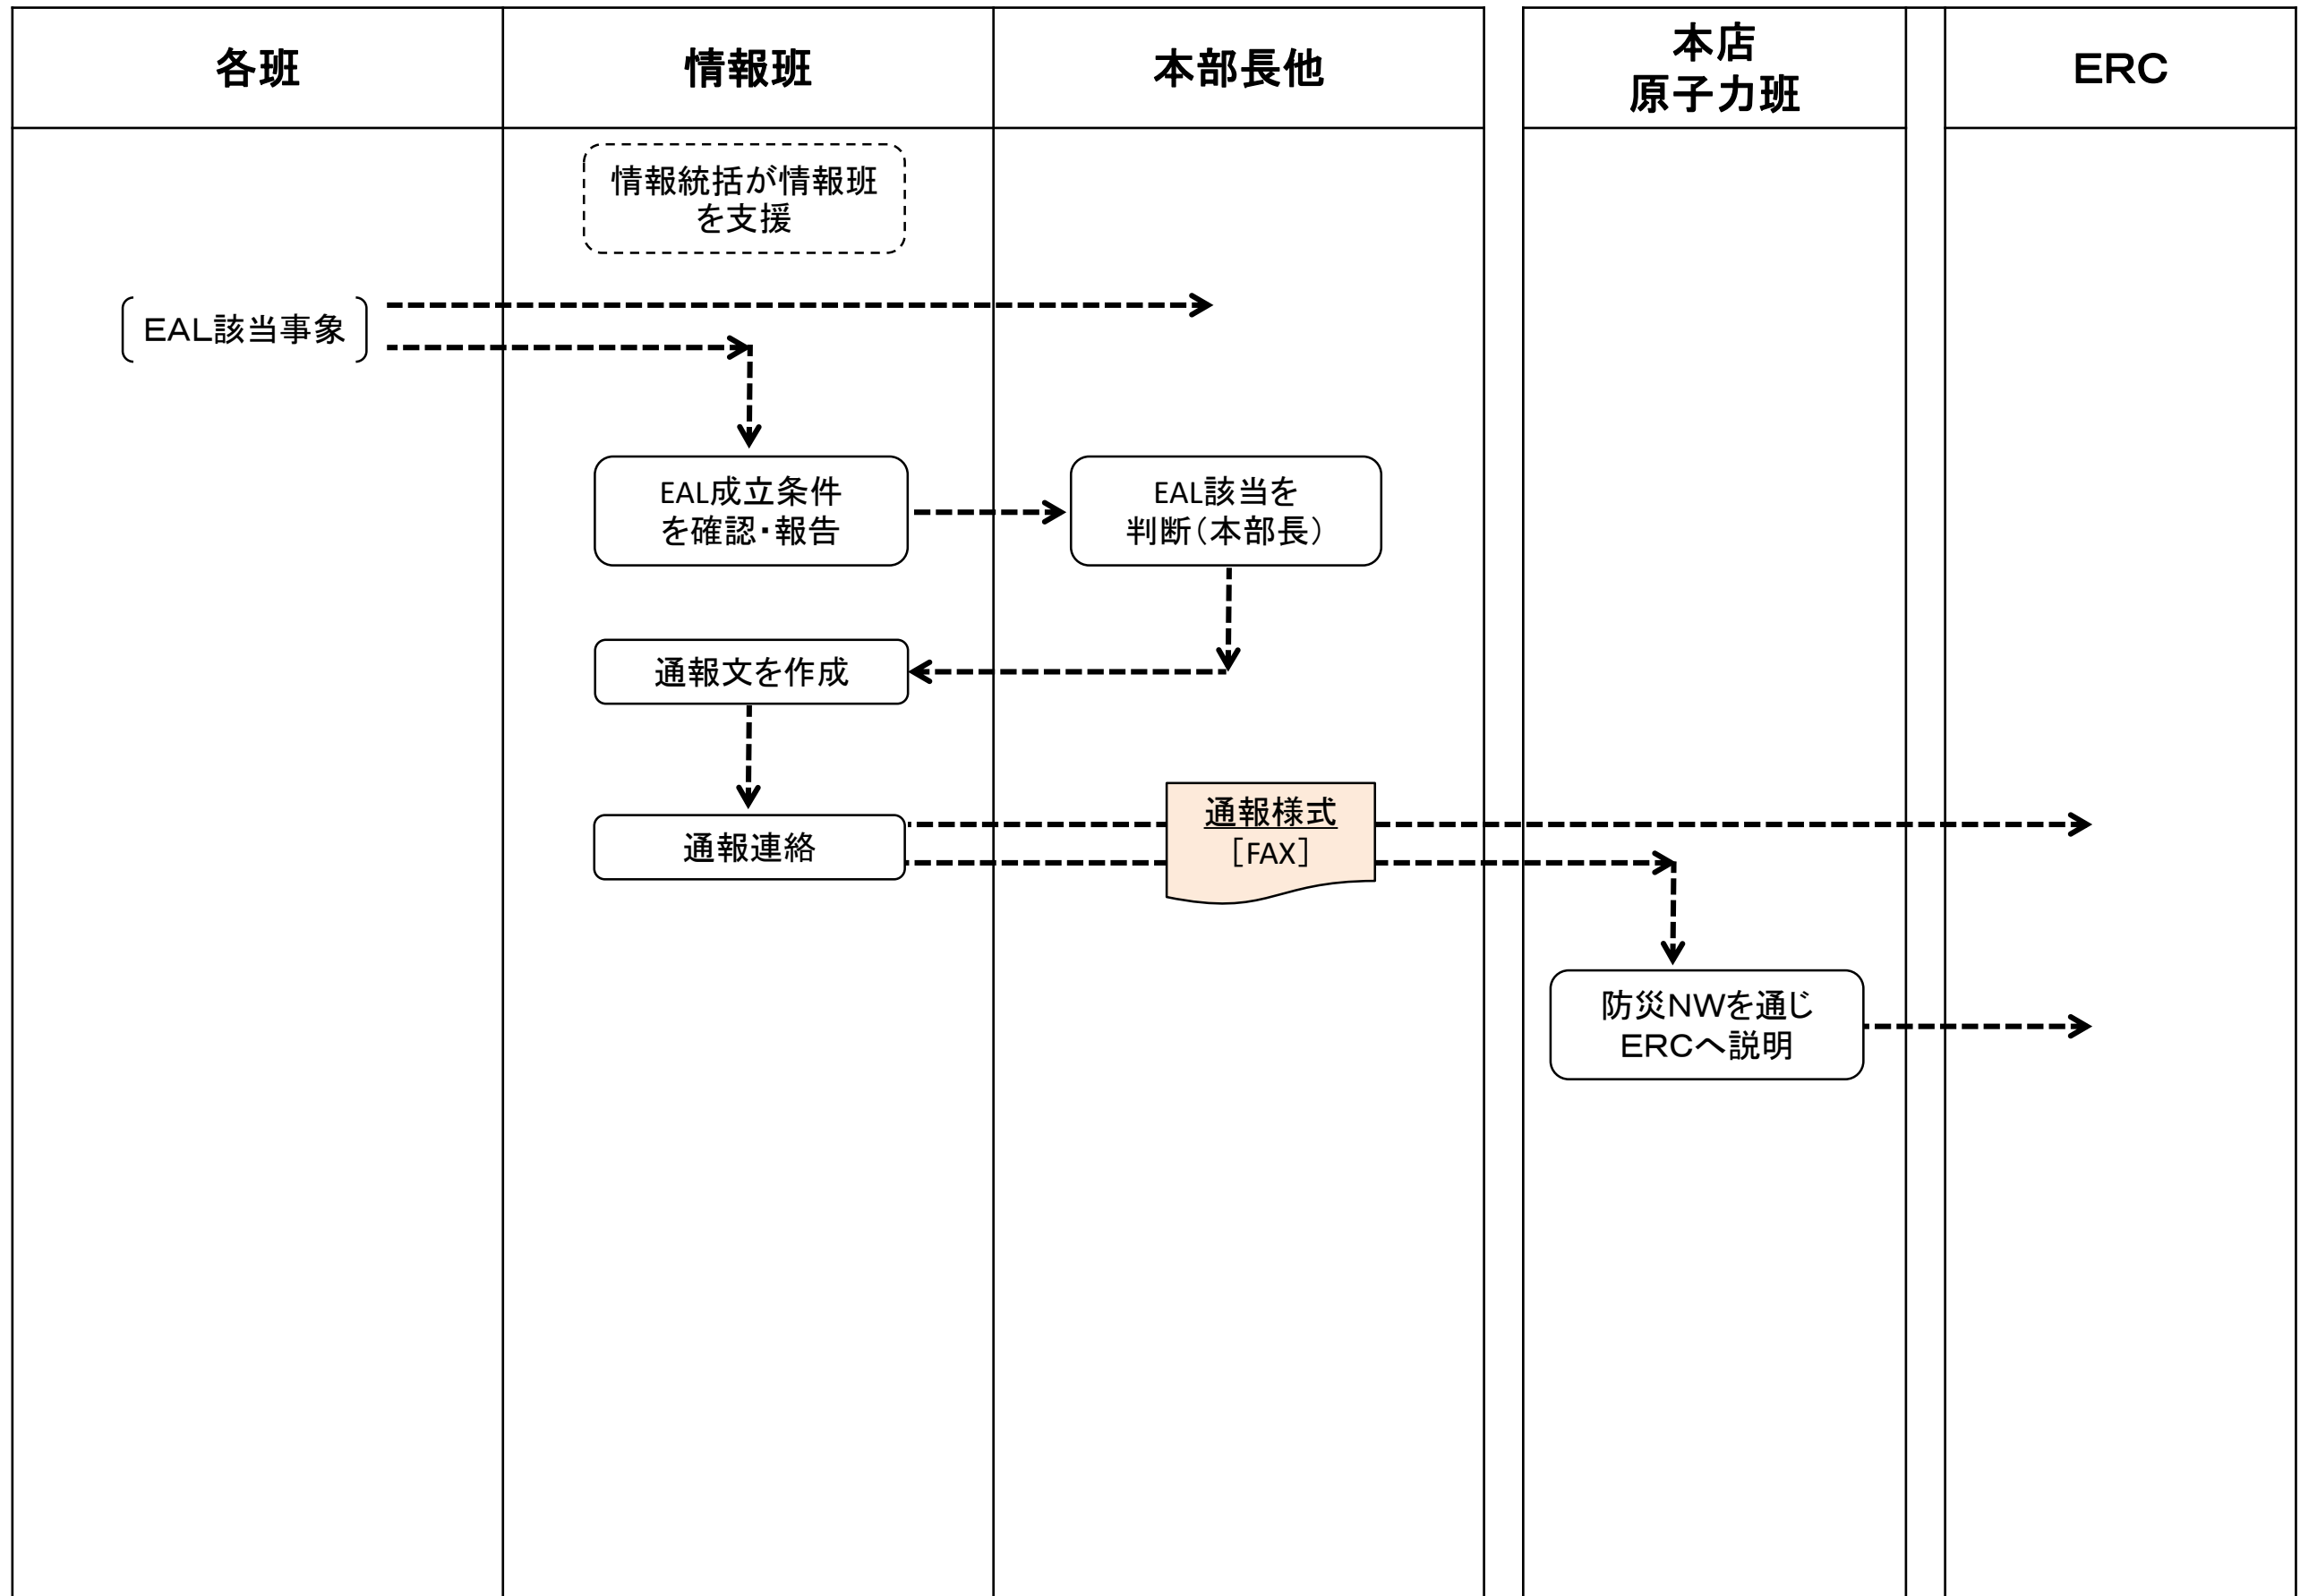 各班
情報班
本部長他
本店
原子力班
ERC
情報統括が情報班
を支援
EAL該当事象
EAL成立条件
を確認・報告
EAL該当を
判断（本部長）
通報文を作成
通報連絡
通報様式
［FAX］
防災NWを通じ
ERCへ説明